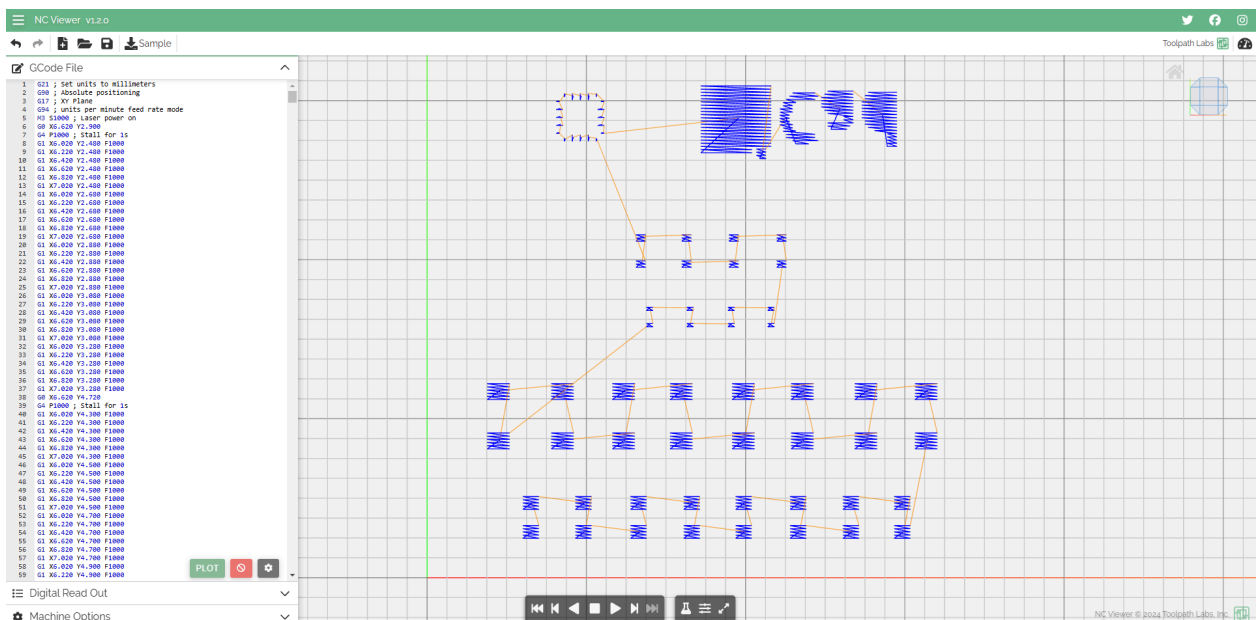 NC Viewer v1.2.0
Sample
Toolpath Labs
GCode File
1 G21 ; Set units to millimeters
2 G90 ; Absolute positioning
3 G17 ; XY Plane
4 G94 ; units per minute feed rate mode
5 M3 S1000 ; Laser power on
6 G0 X6.620 Y2.900
7 G4 P1000 ; Stall for 1s
8 G1 X6.020 Y2.480 F1000
9 G1 X6.220 Y2.480 F1000
10 G1 X6.420 Y2.480 F1000
11 G1 X6.620 Y2.480 F1000
12 G1 X6.820 Y2.480 F1000
13 G1 X7.020 Y2.480 F1000
14 G1 X6.020 Y2.680 F1000
15 G1 X6.220 Y2.680 F1000
16 G1 X6.420 Y2.680 F1000
17 G1 X6.620 Y2.680 F1000
18 G1 X6.820 Y2.680 F1000
19 G1 X7.020 Y2.680 F1000
20 G1 X6.020 Y2.880 F1000
21 G1 X6.220 Y2.880 F1000
22 G1 X6.420 Y2.880 F1000
23 G1 X6.620 Y2.880 F1000
24 G1 X6.820 Y2.880 F1000
25 G1 X7.020 Y2.880 F1000
26 G1 X6.020 Y3.080 F1000
27 G1 X6.220 Y3.080 F1000
28 G1 X6.420 Y3.080 F1000
29 G1 X6.620 Y3.080 F1000
30 G1 X6.820 Y3.080 F1000
31 G1 X7.020 Y3.080 F1000
32 G1 X6.020 Y3.280 F1000
33 G1 X6.220 Y3.280 F1000
34 G1 X6.420 Y3.280 F1000
35 G1 X6.620 Y3.280 F1000
36 G1 X6.820 Y3.280 F1000
37 G1 X7.020 Y3.280 F1000
38 G0 X6.620 Y4.720
39 G4 P1000 ; Stall for 1s
40 G1 X6.020 Y4.300 F1000
41 G1 X6.220 Y4.300 F1000
42 G1 X6.420 Y4.300 F1000
43 G1 X6.620 Y4.300 F1000
44 G1 X6.820 Y4.300 F1000
45 G1 X7.020 Y4.300 F1000
46 G1 X6.020 Y4.500 F1000
47 G1 X6.220 Y4.500 F1000
48 G1 X6.420 Y4.500 F1000
49 G1 X6.620 Y4.500 F1000
50 G1 X6.820 Y4.500 F1000
51 G1 X7.020 Y4.500 F1000
52 G1 X6.020 Y4.700 F1000
53 G1 X6.220 Y4.700 F1000
54 G1 X6.420 Y4.700 F1000
55 G1 X6.620 Y4.700 F1000
56 G1 X6.820 Y4.700 F1000
57 G1 X7.020 Y4.700 F1000
58 G1 X6.020 Y4.900 F1000
59 G1 X6.220 Y4.900 F1000
PLOT
Digital Read Out
Machine Options
NC Viewer © 2024 Toolpath Labs, Inc.